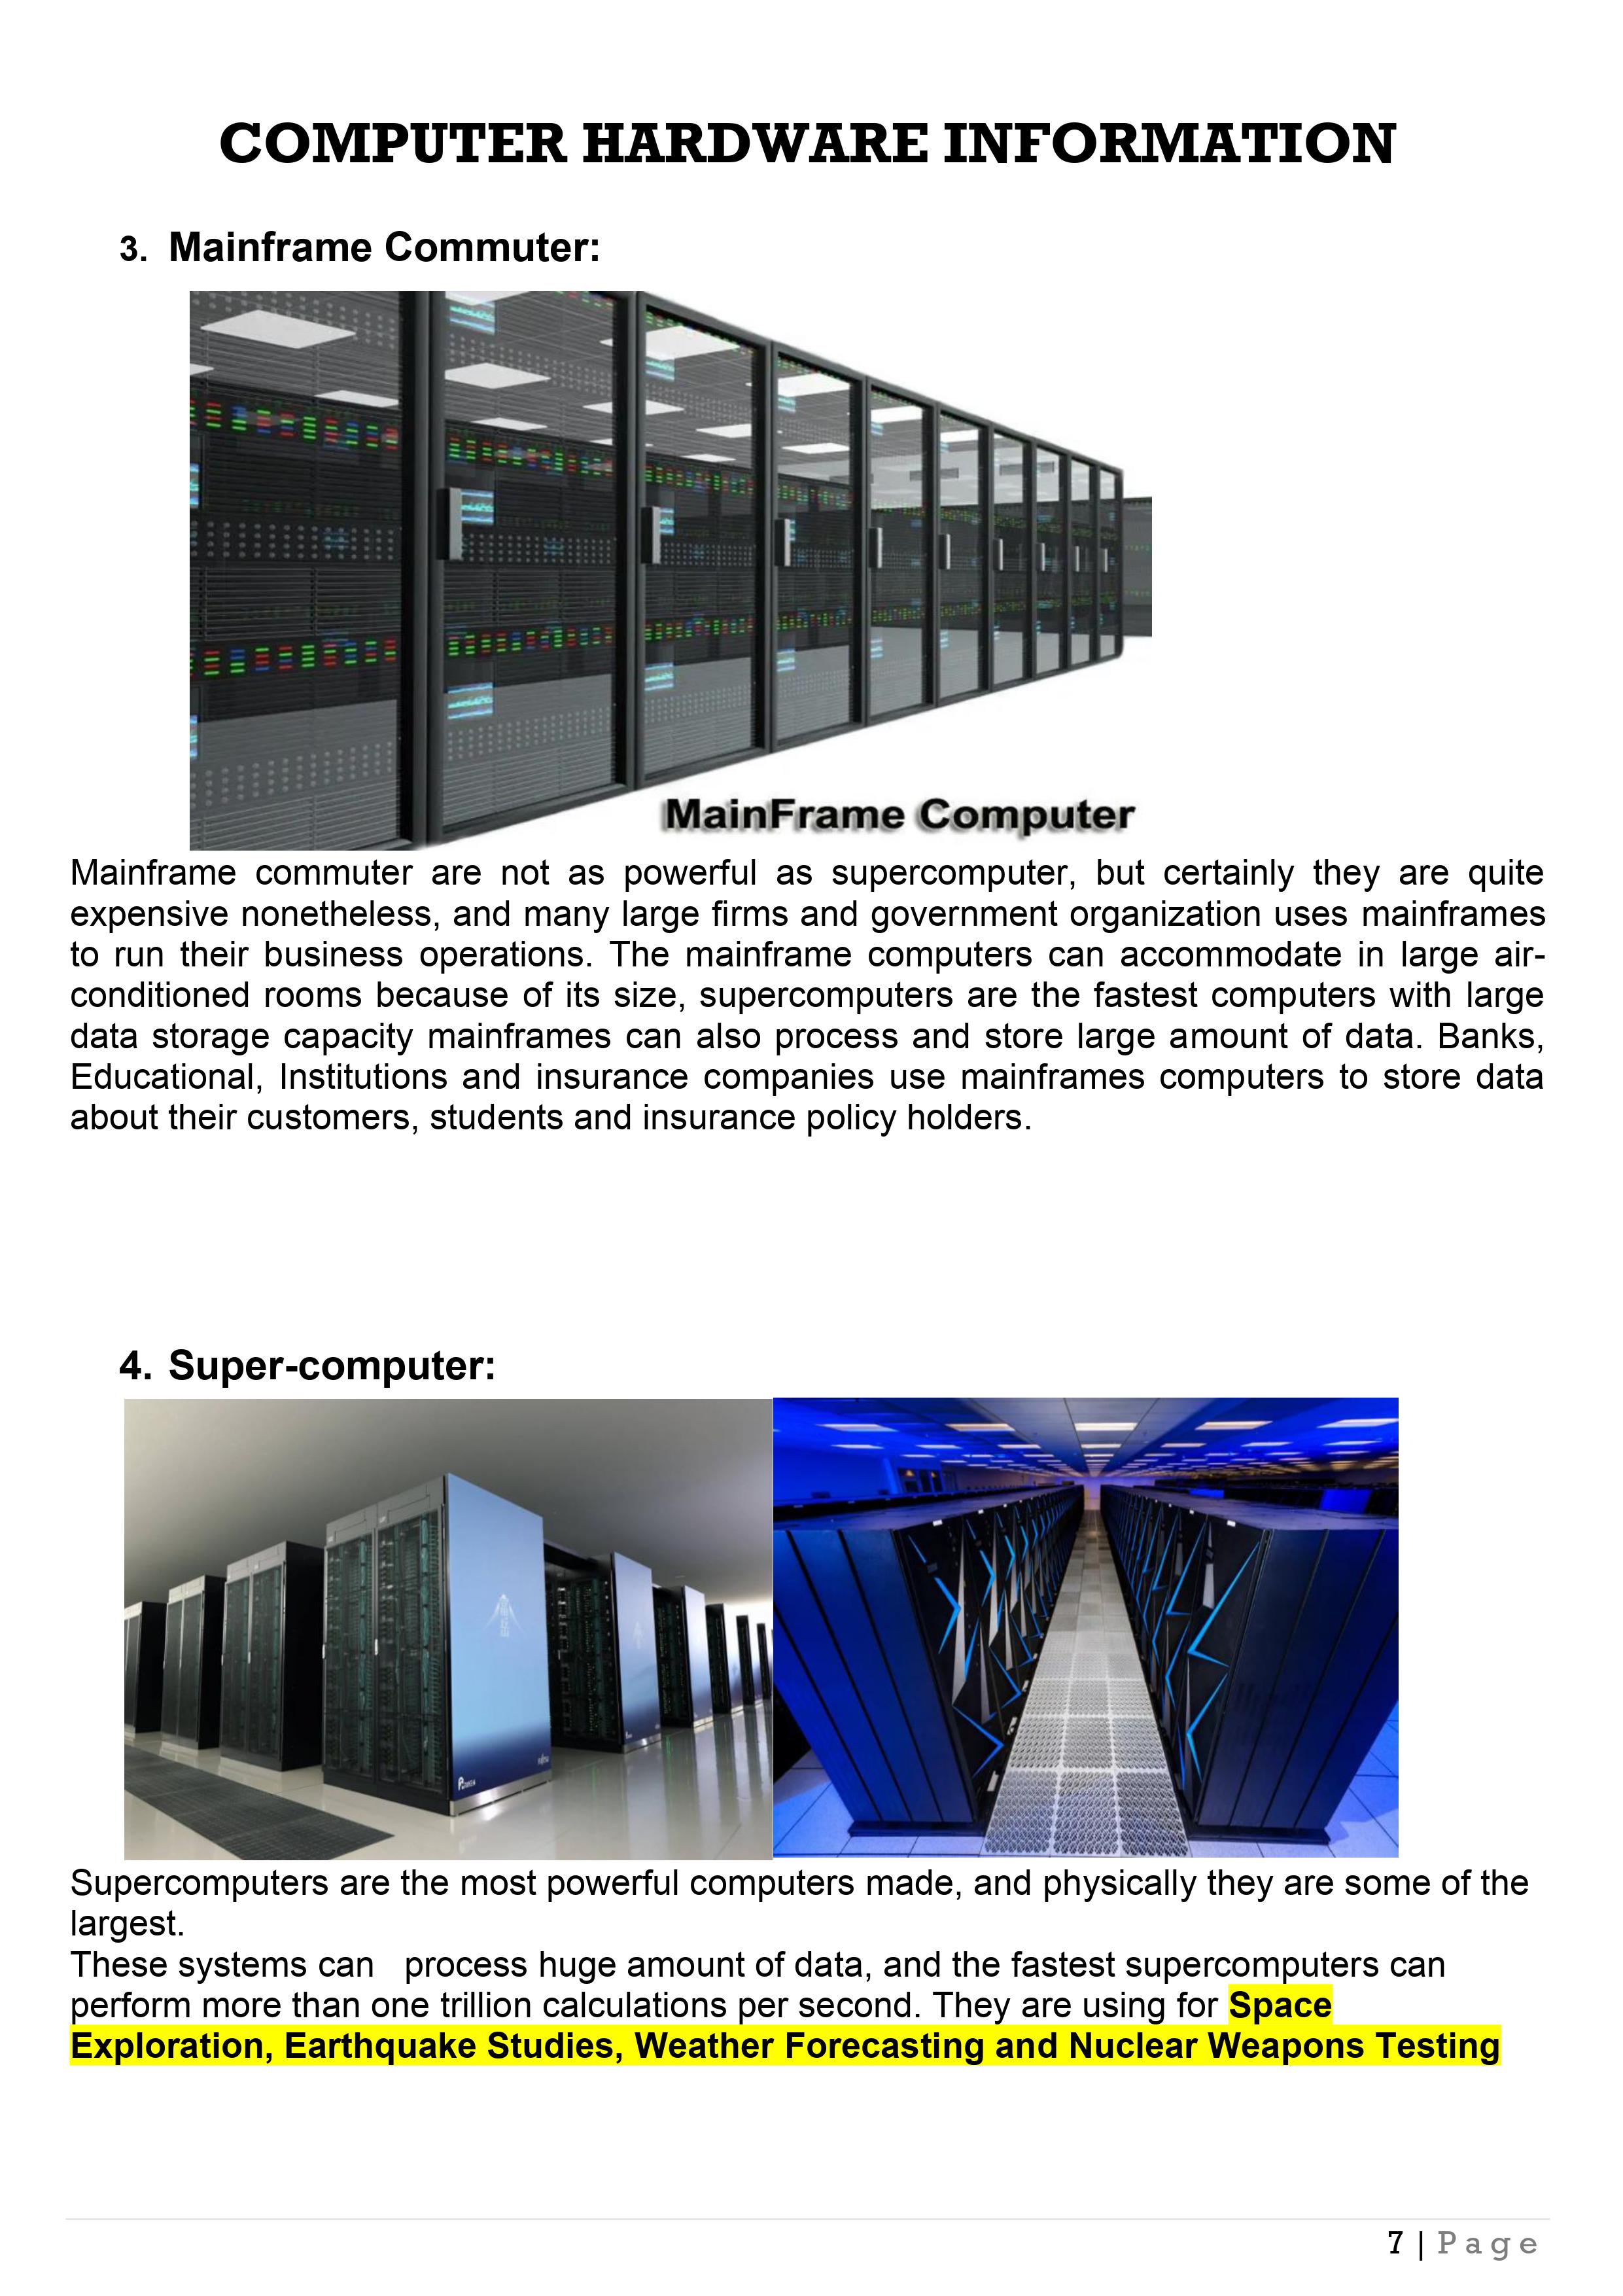 COMPUTER HARDWARE INFORMATION
3. Mainframe Commuter:
MainFrame Computer
Mainframe commuter are not as powerful as supercomputer, but certainly they are quite
expensive nonetheless, and many large firms and government organization uses mainframes
to run their business operations. The mainframe computers can accommodate in large air-
conditioned rooms because of its size, supercomputers are the fastest computers with large
data storage capacity mainframes can also process and store large amount of data. Banks,
Educational, Institutions and insurance companies use mainframes computers to store data
about their customers, students and insurance policy holders.
4. Super-computer:
Supercomputers are the most powerful computers made, and physically they are some of the
largest.
These systems can process huge amount of data, and the fastest supercomputers can
perform more than one trillion calculations per second. They are using for Space
Exploration, Earthquake Studies, Weather Forecasting and Nuclear Weapons Testing
7 | Page